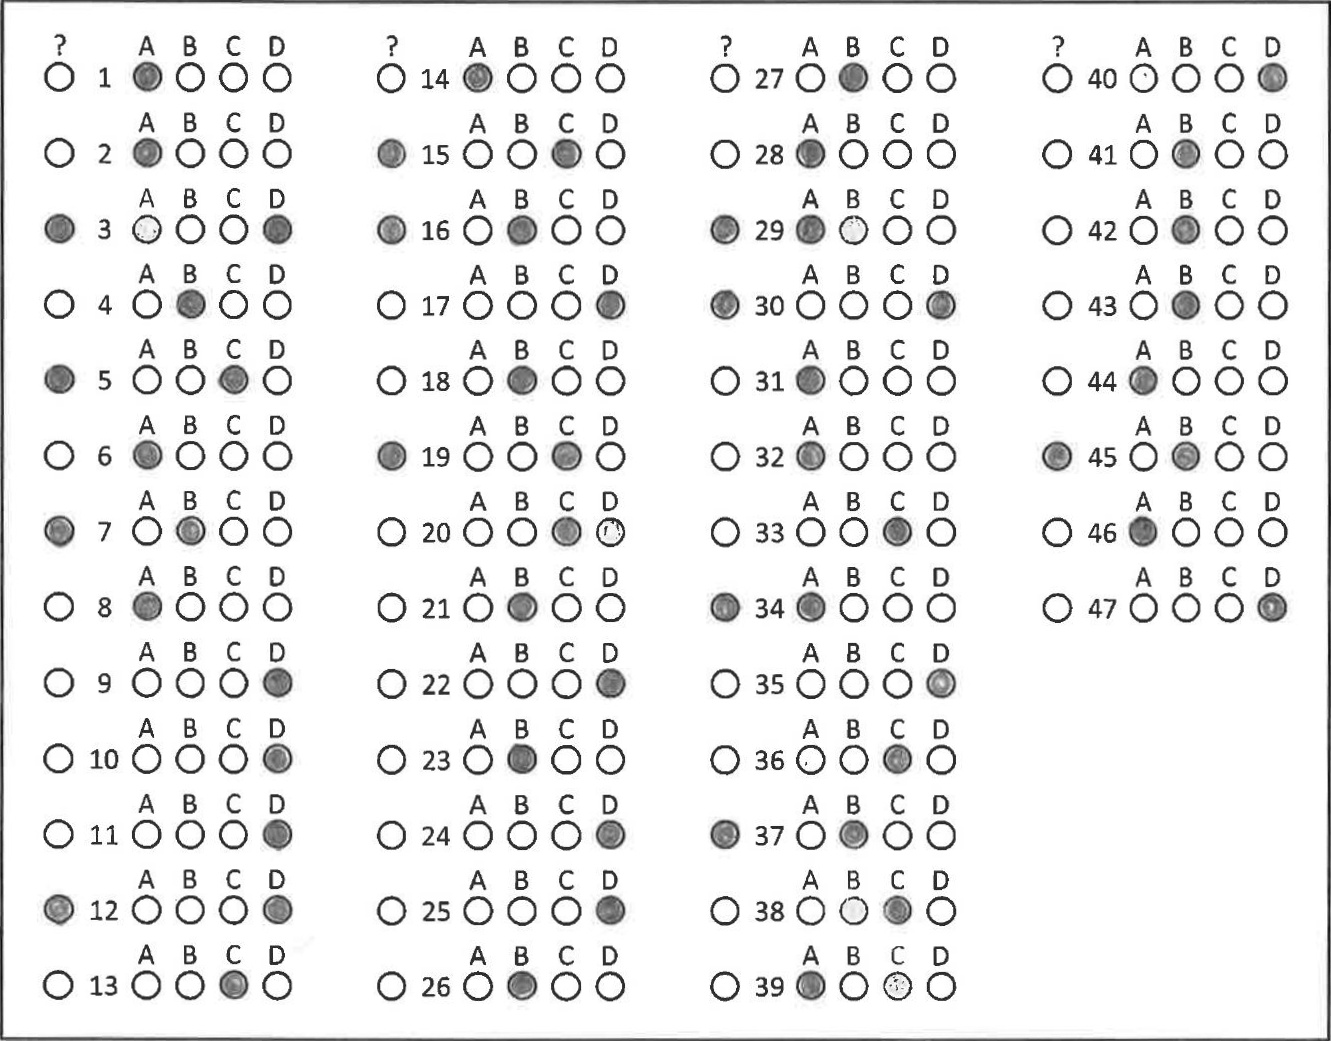 ? A B C D
1
A B C D
2
A B C D
3
A B C D
4
A B C D
5
A B C D
6
A B C D
7
A B C D
8
A B C D
9
A B C D
10
A B C D
11
A B C D
12
A B C D
13
? A B C D
14
A B C D
15
A B C D
16
A B C D
17
A B C D
18
A B C D
19
A B C D
20
A B C D
21
A B C D
22
A B C D
23
A B C D
24
A B C D
25
A B C D
26
? A B C D
27
A B C D
28
A B C D
29
A B C D
30
A B C D
31
A B C D
32
A B C D
33
A B C D
34
A B C D
35
A B C D
36
A B C D
37
A B C D
38
A B C D
39
? A B C D
40
A B C D
41
A B C D
42
A B C D
43
A B C D
44
A B C D
45
A B C D
46
A B C D
47